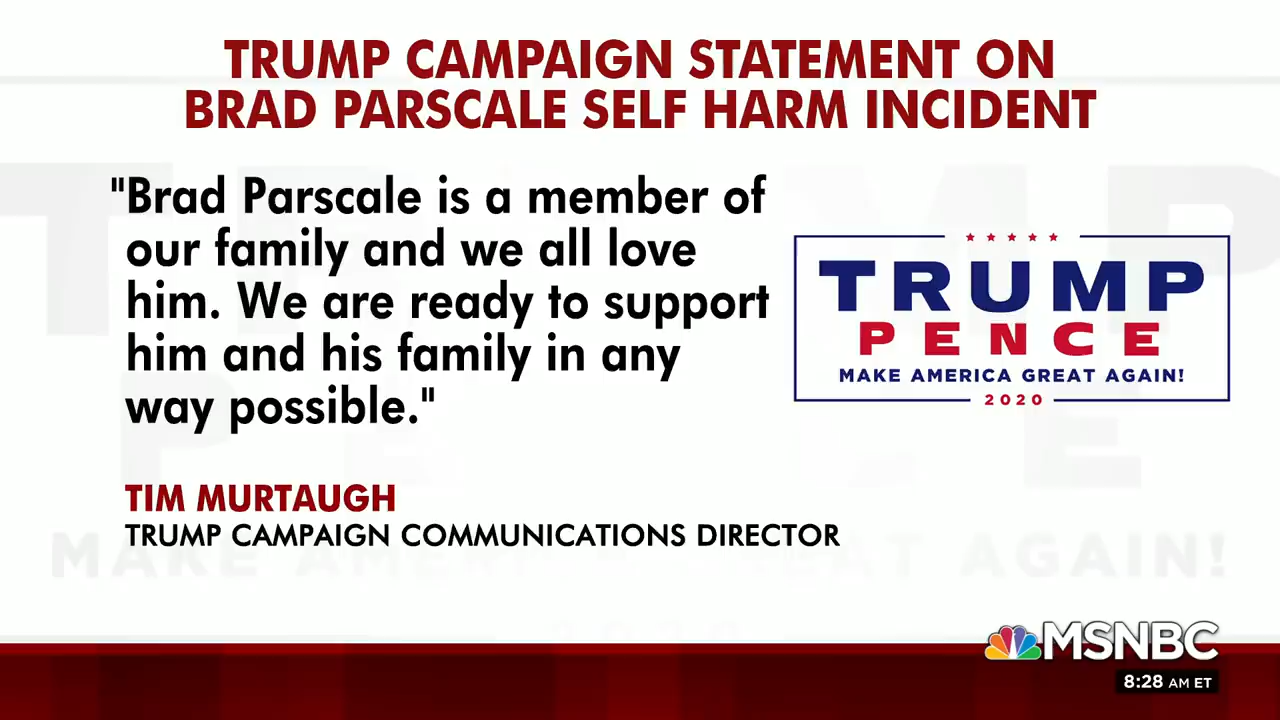 TRUMP CAMPAIGN STATEMENT ON
BRAD PARSCALE SELF HARM INCIDENT
"Brad Parscale is a member of
our family and we all love
him. We are ready to support
him and his family in any
way possible."
TIM MURTAUGH
TRUMP CAMPAIGN COMMUNICATIONS DIRECTOR
TRUMP
PENCE
MAKE AMERICA GREAT AGAIN!
2020
MSNBC
8:28 AM ET